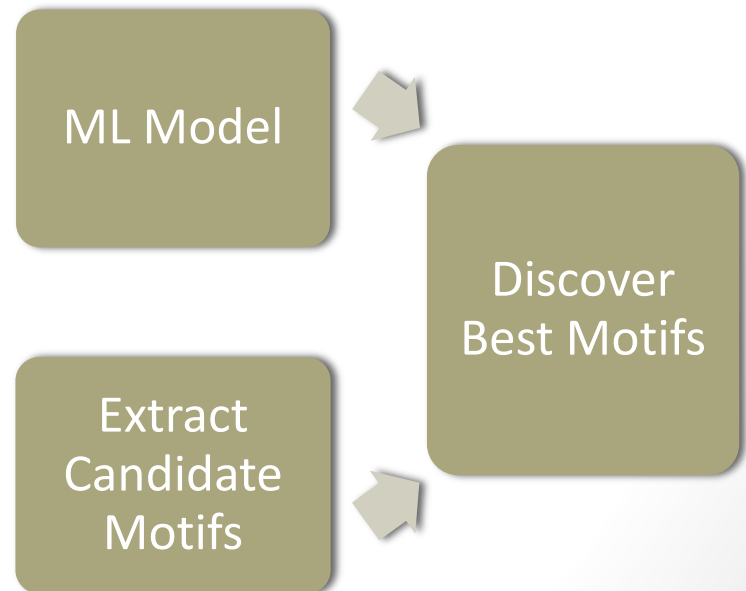 ML Model
Extract
Candidate
Motifs
Discover
Best Motifs